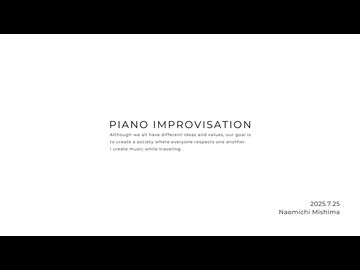 PIANO IMPROVISATION
Although we all have different ideas and values, our goal is
to create a society where everyone respects one another.
I create music while traveling.
2025.7.25
Naomichi Mishima